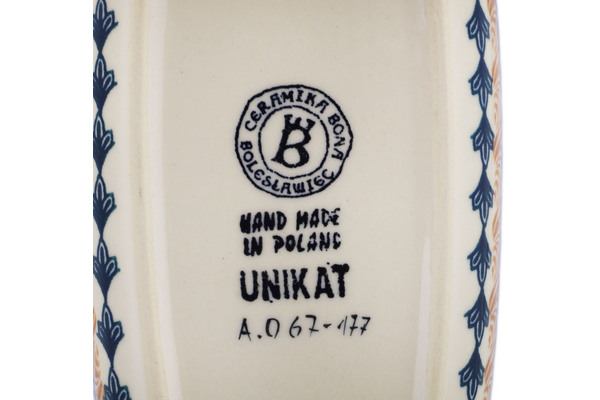 CERAMIKA BONA
B
BOLESŁAWIEC
HAND MADE
IN POLAND
UNIKAT
A.067-177